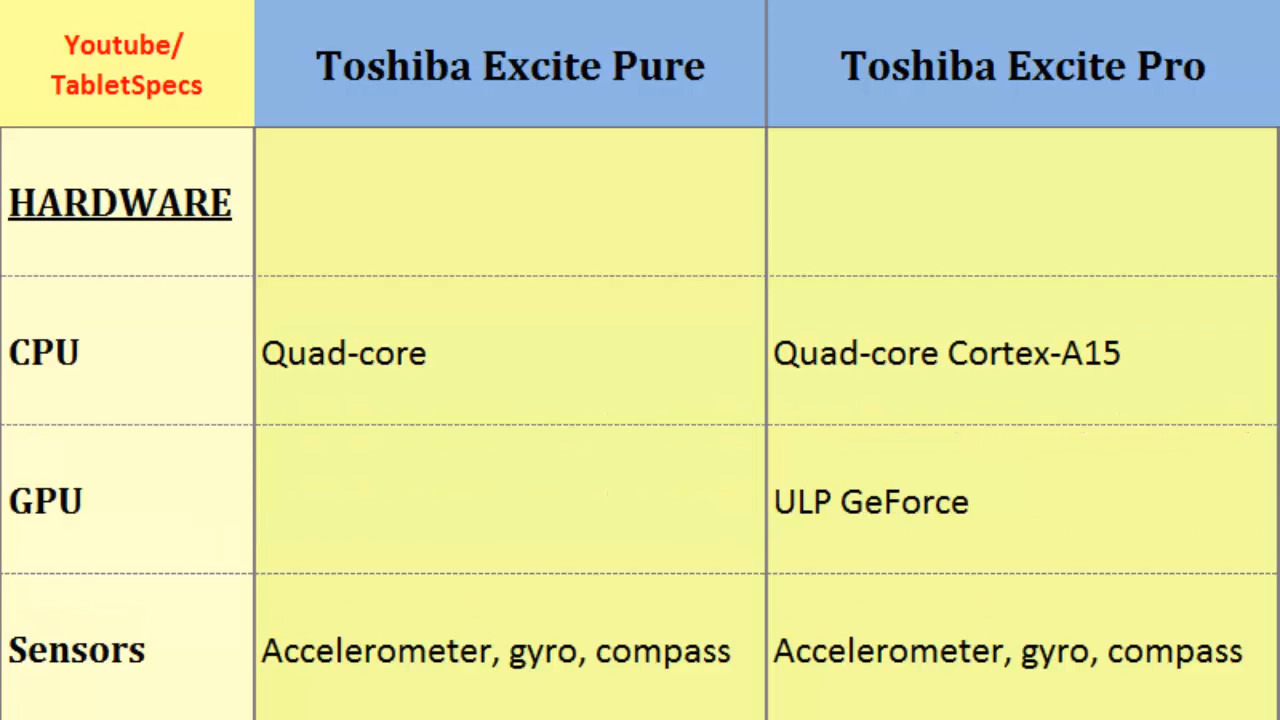 Youtube/
TabletSpecs
Toshiba Excite Pure
Toshiba Excite Pro
HARDWARE
CPU
Quad-core
Quad-core Cortex-A15
GPU
ULP GeForce
Sensors
Accelerometer, gyro, compass
Accelerometer, gyro, compass